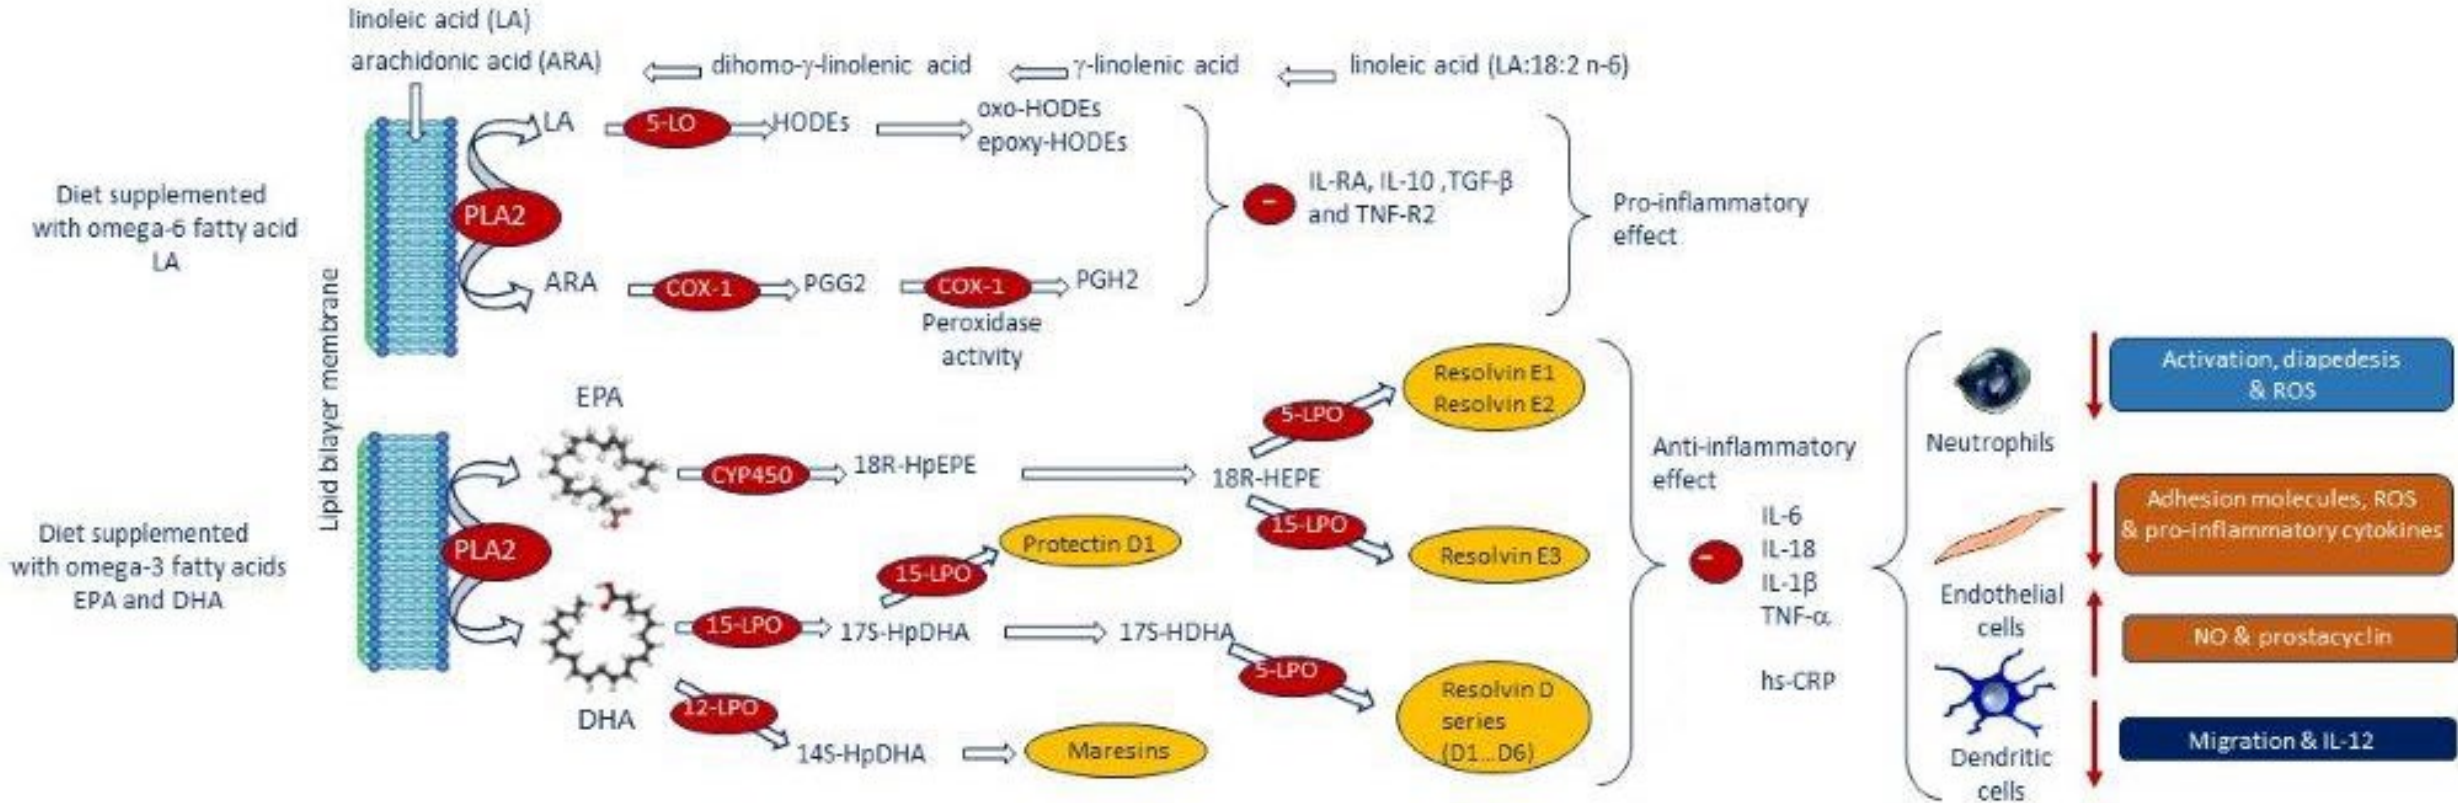 linoleic acid (LA)
arachidonic acid (ARA)
dihomo-γ-linolenic acid
γ-linolenic acid
linoleic acid (LA:18:2 n-6)
Diet supplemented
with omega-6 fatty acid
LA
Lipid bilayer membrane
PLA2
LA
5-LO
HODEs
oxo-HODEs
epoxy-HODEs
ARA
COX-1
PGG2
COX-1
PGH2
Peroxidase
activity
−
IL-RA, IL-10 ,TGF-β
and TNF-R2
Pro-inflammatory
effect
Diet supplemented
with omega-3 fatty acids
EPA and DHA
PLA2
EPA
CYP450
18R-HpEPE
18R-HEPE
5-LPO
Resolvin E1
Resolvin E2
15-LPO
Resolvin E3
DHA
15-LPO
17S-HpDHA
15-LPO
Protectin D1
17S-HDHA
5-LPO
Resolvin D
series
(D1...D6)
12-LPO
14S-HpDHA
Maresins
Anti-inflammatory
effect
−
IL-6
IL-18
IL-1β
TNF-α
hs-CRP
Neutrophils
Activation, diapedesis
& ROS
Endothelial
cells
Adhesion molecules, ROS
& pro-inflammatory cytokines
NO & prostacyclin
Dendritic
cells
Migration & IL-12